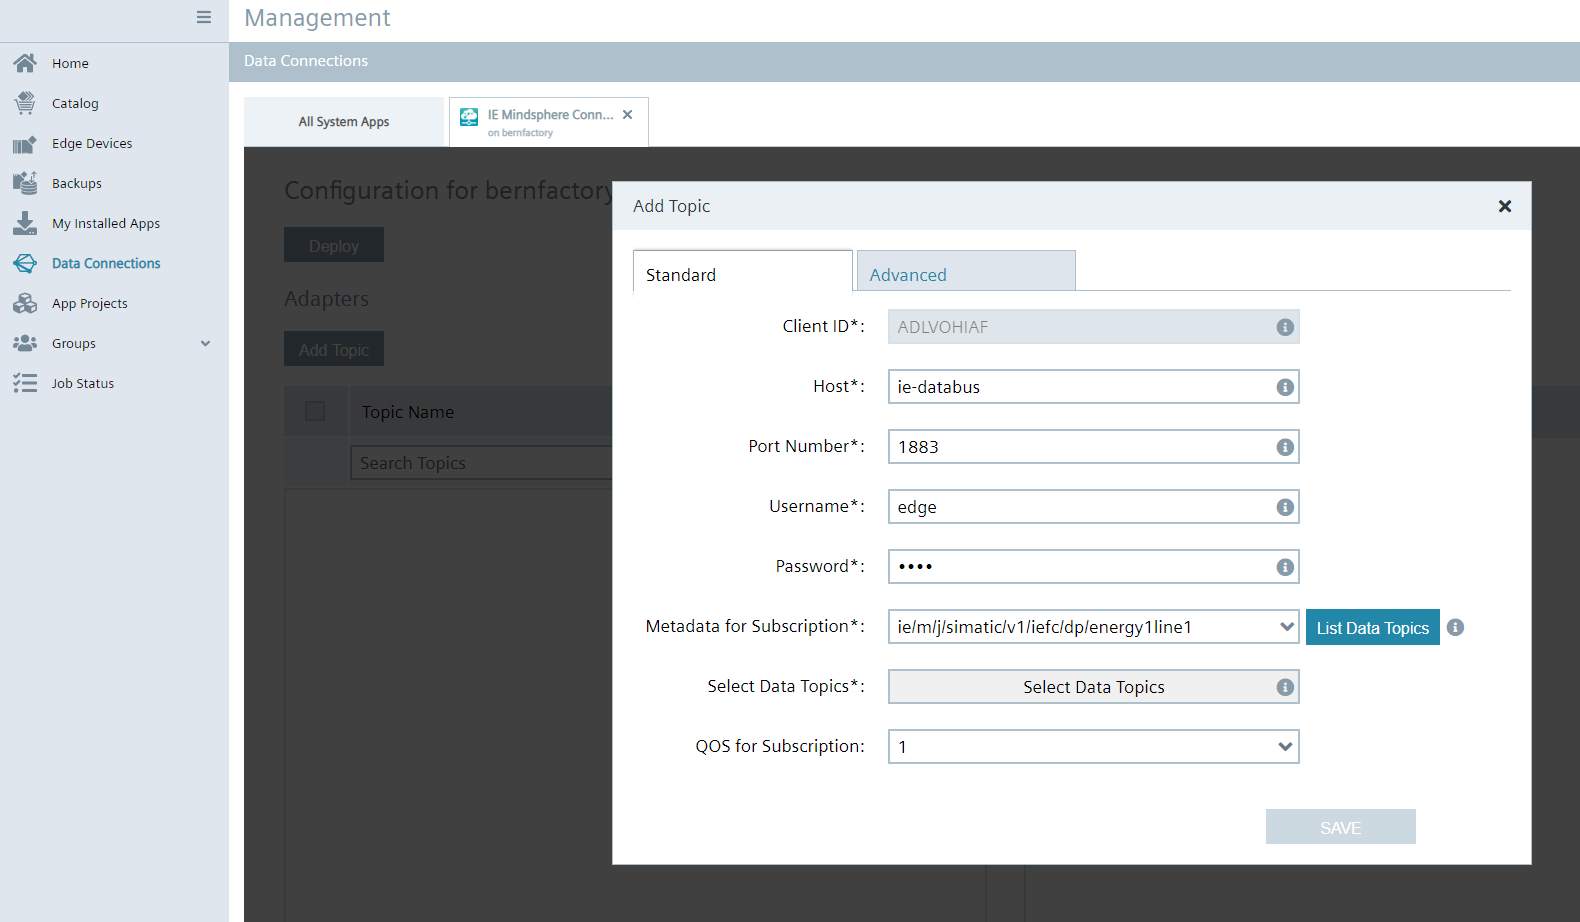 Management
Home
Catalog
Edge Devices
Backups
My Installed Apps
Data Connections
App Projects
Groups
Job Status
Data Connections
All System Apps
IE Mindsphere Conn...
on bernfactory
Configuration for bernfactory
Deploy
Adapters
Add Topic
Topic Name
Search Topics
Add Topic
Standard
Advanced
Client ID*: ADLVOHIAF
Host*: ie-databus
Port Number*: 1883
Username*: edge
Password*: ••••
Metadata for Subscription*: ie/m/j/simatic/v1/iefc/dp/energy1line1 List Data Topics
Select Data Topics*: Select Data Topics
QOS for Subscription: 1
SAVE